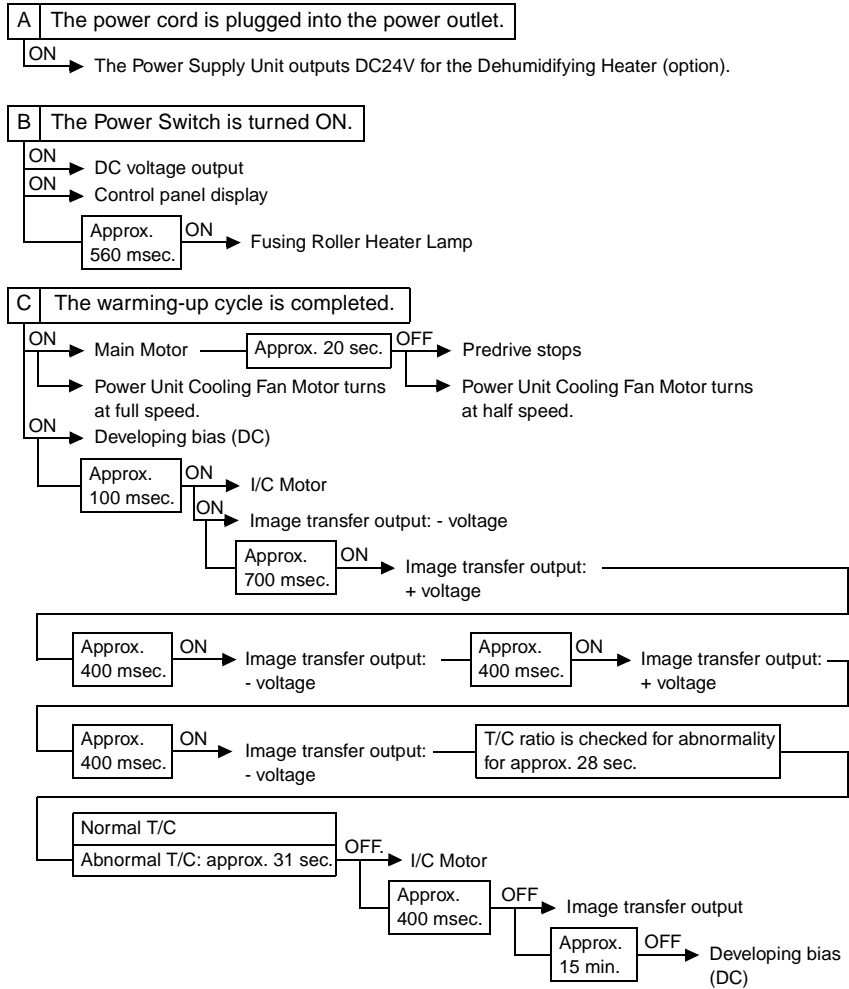 A The power cord is plugged into the power outlet.
ON
The Power Supply Unit outputs DC24V for the Dehumidifying Heater (option).
B The Power Switch is turned ON.
ON
DC voltage output
ON
Control panel display
Approx.
560 msec.
ON
Fusing Roller Heater Lamp
C The warming-up cycle is completed.
ON
Main Motor
Approx. 20 sec.
OFF
Predrive stops
Power Unit Cooling Fan Motor turns
at full speed.
Power Unit Cooling Fan Motor turns
at half speed.
ON
Developing bias (DC)
Approx.
100 msec.
ON
I/C Motor
ON
Image transfer output: - voltage
Approx.
700 msec.
ON
Image transfer output:
+ voltage
Approx.
400 msec.
ON
Image transfer output:
- voltage
Approx.
400 msec.
ON
Image transfer output:
+ voltage
Approx.
400 msec.
ON
Image transfer output:
- voltage
T/C ratio is checked for abnormality
for approx. 28 sec.
Normal T/C
Abnormal T/C: approx. 31 sec.
OFF.
I/C Motor
Approx.
400 msec.
OFF
Image transfer output
Approx.
15 min.
OFF
Developing bias
(DC)